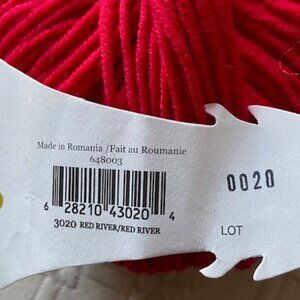 Made in Romania /Fait au Roumanie
648003
0020
6 28210 43020 4
3020 RED RIVER/RED RIVER
LOT